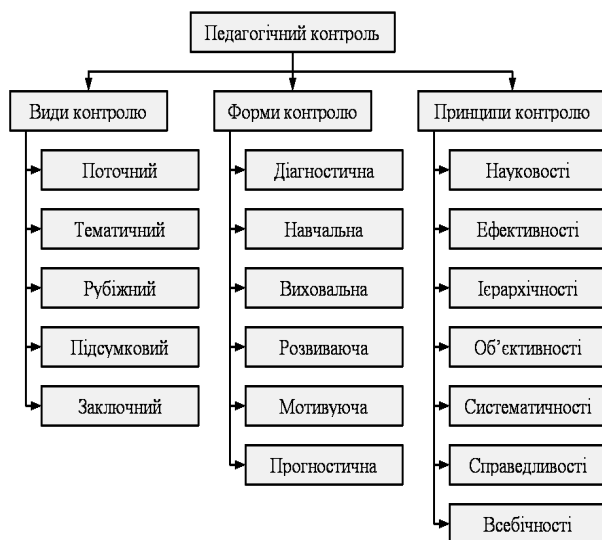 Педагогічний контроль
Види контролю
Форми контролю
Принципи контролю
Поточний
Тематичний
Рубіжний
Підсумковий
Заключний
Діагностична
Навчальна
Виховальна
Розвиваюча
Мотивуюча
Прогностична
Науковості
Ефективності
Ієрархічності
Об’єктивності
Систематичності
Справедливості
Всебічності